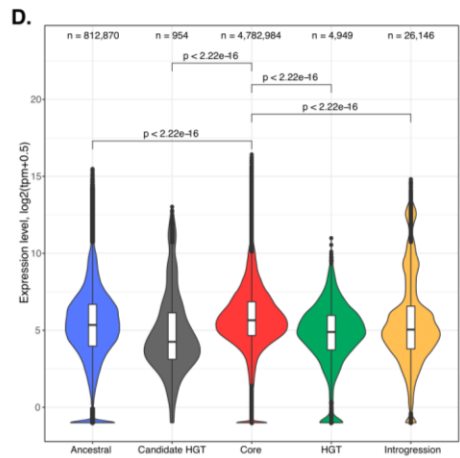 D.
n = 812,870 n = 954 n = 4,782,984 n = 4,949 n = 26,146
p < 2.22e-16
p < 2.22e-16
p < 2.22e-16
p < 2.22e-16
Expression level, log2(tpm+0.5)
20
15
10
5
0
Ancestral Candidate HGT Core HGT Introgression